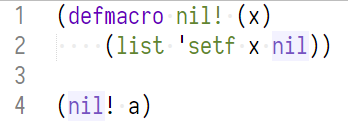 1 (defmacro nil! (x)
2     (list 'setf x nil))
3
4 (nil! a)